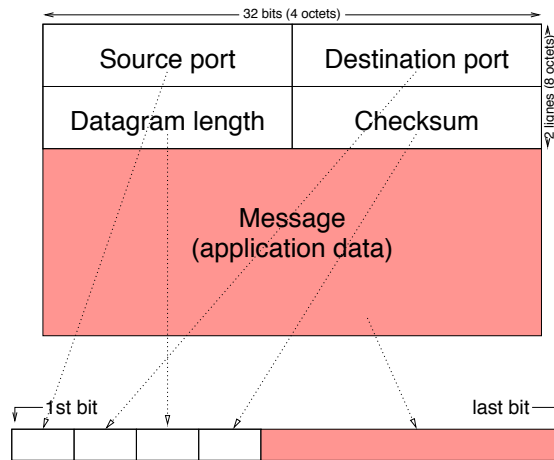 32 bits (4 octets)
Source port
Destination port
2 lignes (8 octets)
Datagram length
Checksum
Message
(application data)
1st bit
last bit